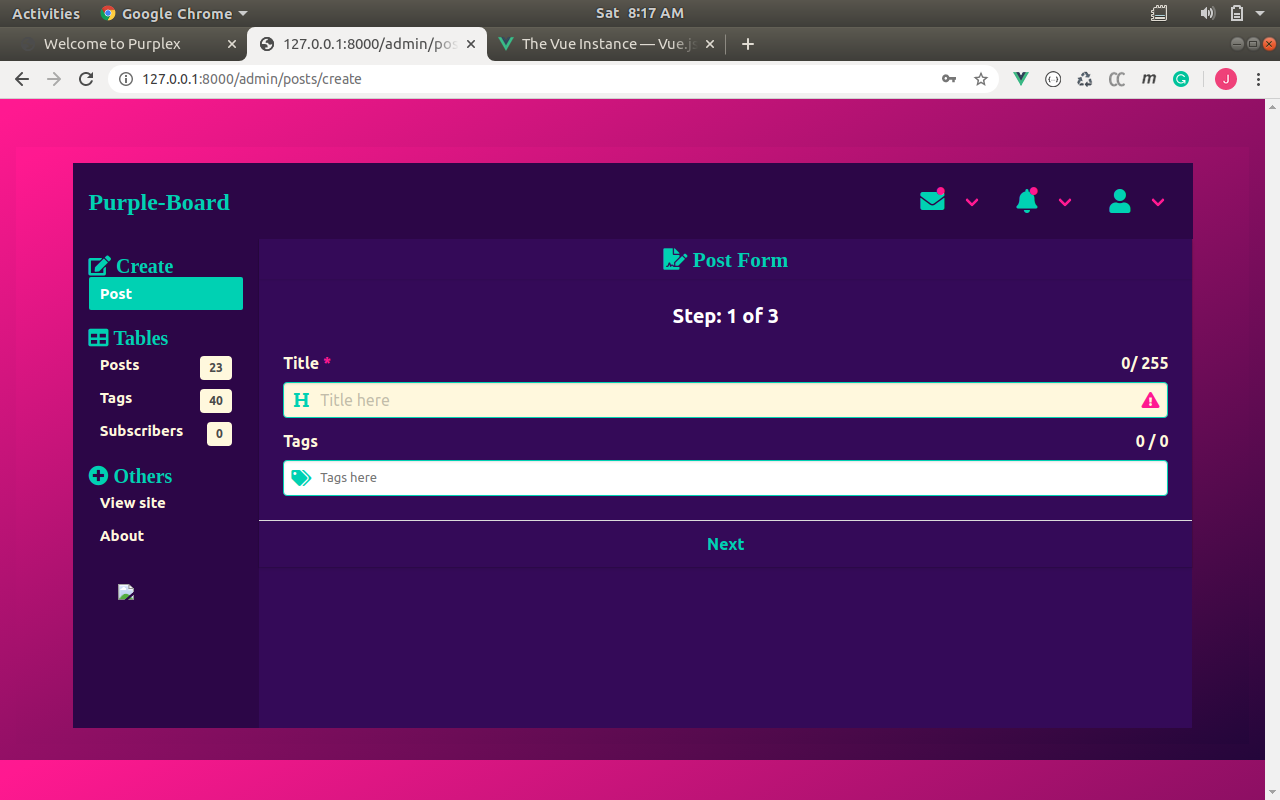 Activities Google Chrome Sat 8:17 AM
Welcome to Purplex 127.0.0.1:8000/admin/pos The Vue Instance — Vue.js
127.0.0.1:8000/admin/posts/create J
Purple-Board
Create
Post
Tables
Posts 23
Tags 40
Subscribers 0
Others
View site
About
Post Form
Step: 1 of 3
Title * 0/ 255
H Title here
Tags 0 / 0
Tags here
Next